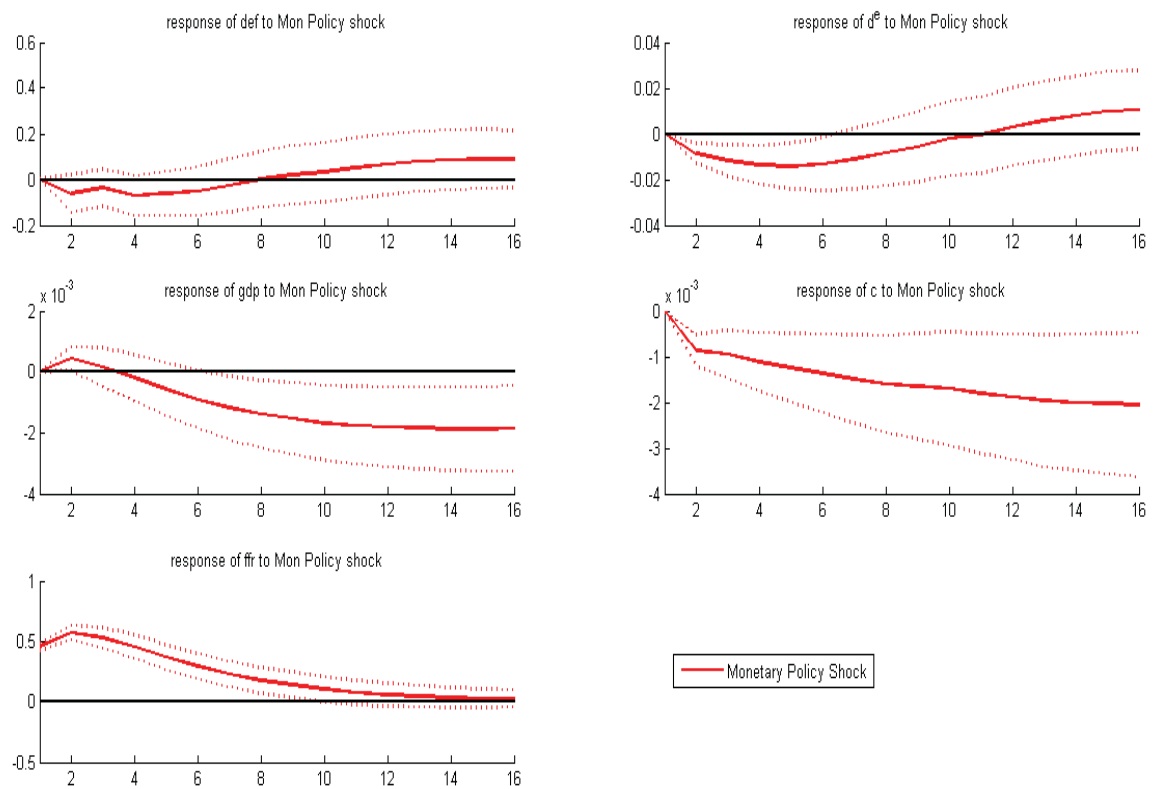 response of def to Mon Policy shock
0.6
0.4
0.2
0
-0.2
2 4 6 8 10 12 14 16
response of dᵉ to Mon Policy shock
0.04
0.02
0
-0.02
-0.04
2 4 6 8 10 12 14 16
response of gdp to Mon Policy shock
x 10⁻³
2
0
-2
-4
2 4 6 8 10 12 14 16
response of c to Mon Policy shock
x 10⁻³
0
-1
-2
-3
-4
2 4 6 8 10 12 14 16
response of ffr to Mon Policy shock
1
0.5
0
-0.5
2 4 6 8 10 12 14 16
Monetary Policy Shock